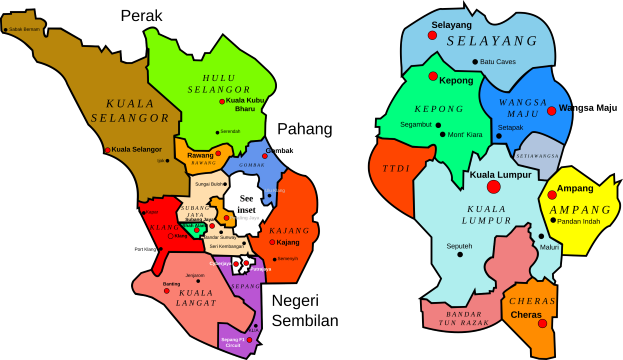 Perak
Sabak Bernam
HULU
SELANGOR
Kuala Kubu
Bharu
KUALA
SELANGOR
Pahang
Serendah
Kuala Selangor
Rawang
RAWANG
Gombak
GOMBAK
Sungai Buloh
See
inset
SUBANG
JAYA
Subang Jaya
KLANG
Klang
Bandar Sunway
Seri Kembangan
Port Klang
KAJANG
Kajang
Semenyih
Putrajaya
Jenjarom
Banting
KUALA
LANGAT
SEPANG
Negeri
Sembilan
Sepang F1
Circuit
Selayang
SELAYANG
Batu Caves
Kepong
KEPONG
WANGSA
MAJU
Wangsa Maju
Segambut
Mont' Kiara
Setapak
SETIAWANGSA
TTDI
Kuala Lumpur
KUALA
LUMPUR
Ampang
AMPANG
Pandan Indah
Seputeh
Maluri
CHERAS
Cheras
BANDAR
TUN RAZAK